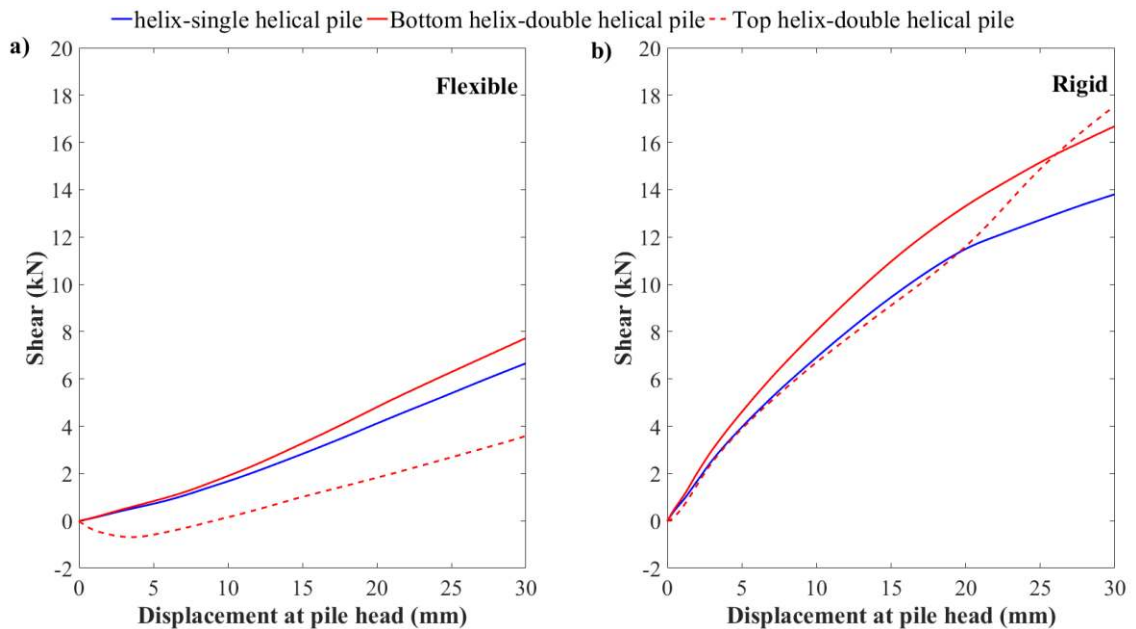 helix-single helical pile Bottom helix-double helical pile Top helix-double helical pile
a)
Flexible
20
18
16
14
12
10
8
6
4
2
0
-2
Shear (kN)
0 5 10 15 20 25 30
Displacement at pile head (mm)
b)
Rigid
20
18
16
14
12
10
8
6
4
2
0
-2
Shear (kN)
0 5 10 15 20 25 30
Displacement at pile head (mm)